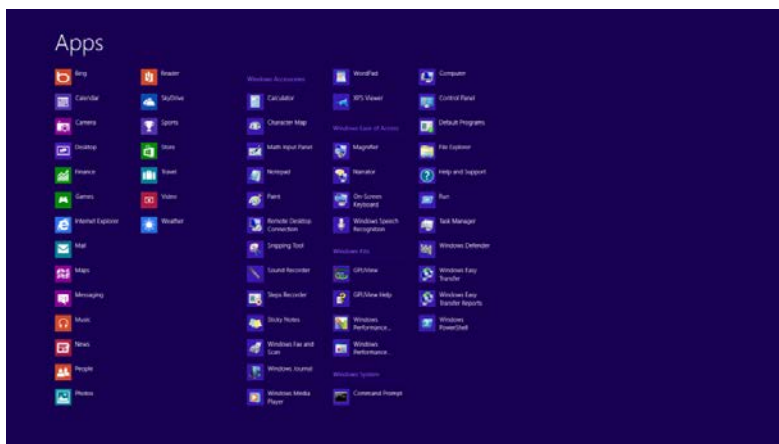 Apps
Bing
Calendar
Camera
Desktop
Finance
Games
Internet Explorer
Mail
Maps
Messaging
Music
News
People
Photos
Reader
SkyDrive
Sports
Store
Travel
Video
Weather
Windows Accessories
Calculator
Character Map
Math Input Panel
Notepad
Paint
Remote Desktop
Connection
Snipping Tool
Sound Recorder
Steps Recorder
Sticky Notes
Windows Fax and
Scan
Windows Journal
Windows Media
Player
WordPad
XPS Viewer
Windows Ease of Access
Magnifier
Narrator
On-Screen
Keyboard
Windows Speech
Recognition
Windows Kits
GPUView
GPUView Help
Windows
Performance...
Windows
Performance...
Windows System
Command Prompt
Computer
Control Panel
Default Programs
File Explorer
Help and Support
Run
Task Manager
Windows Defender
Windows Easy
Transfer
Windows Easy
Transfer Reports
Windows
PowerShell